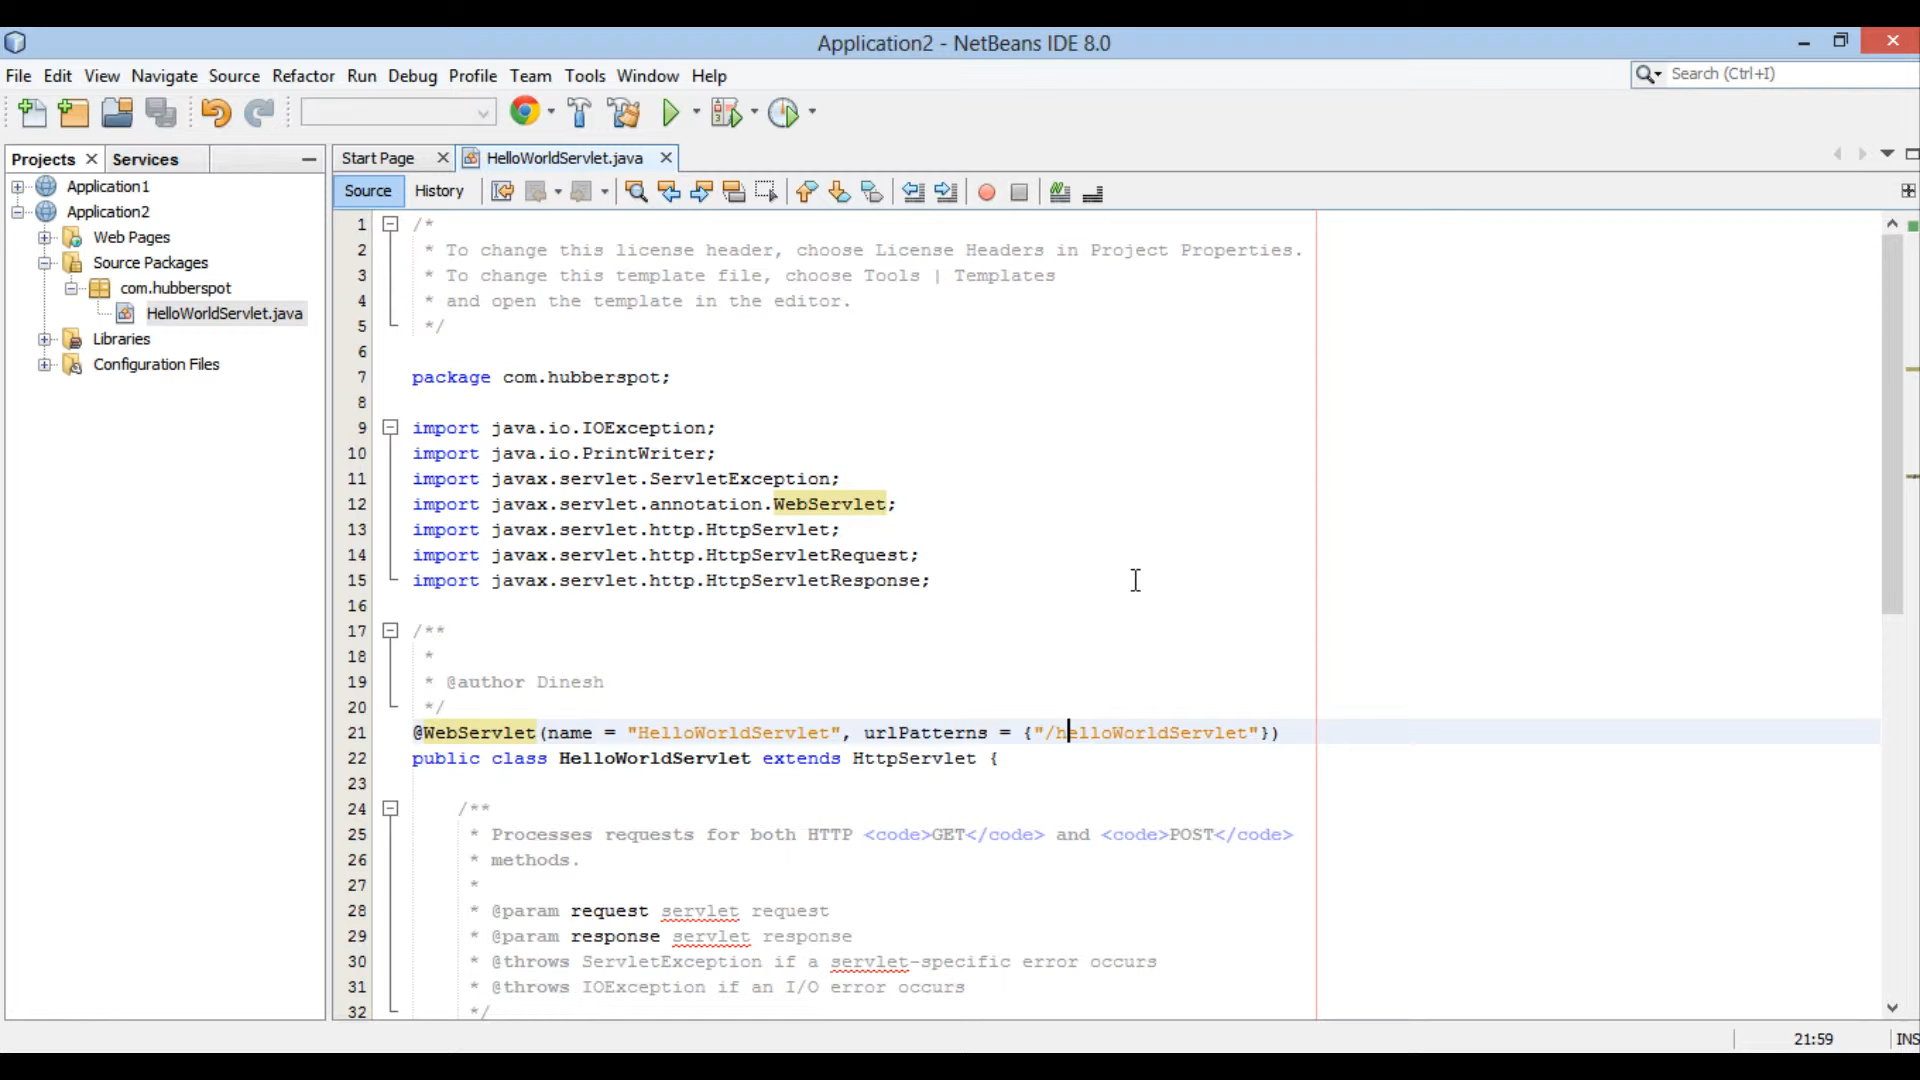 Application2 - NetBeans IDE 8.0
File Edit View Navigate Source Refactor Run Debug Profile Team Tools Window Help
Search (Ctrl+I)
Projects Services
Start Page HelloWorldServlet.java
Source History
Application1
Application2
Web Pages
Source Packages
com.hubberspot
HelloWorldServlet.java
Libraries
Configuration Files
1 /*
2 * To change this license header, choose License Headers in Project Properties.
3 * To change this template file, choose Tools | Templates
4 * and open the template in the editor.
5 */
6
7 package com.hubberspot;
8
9 import java.io.IOException;
10 import java.io.PrintWriter;
11 import javax.servlet.ServletException;
12 import javax.servlet.annotation.WebServlet;
13 import javax.servlet.http.HttpServlet;
14 import javax.servlet.http.HttpServletRequest;
15 import javax.servlet.http.HttpServletResponse;
16
17 /**
18 *
19 * @author Dinesh
20 */
21 @WebServlet(name = "HelloWorldServlet", urlPatterns = {"/helloWorldServlet"})
22 public class HelloWorldServlet extends HttpServlet {
23
24 /**
25 * Processes requests for both HTTP <code>GET</code> and <code>POST</code>
26 * methods.
27 *
28 * @param request servlet request
29 * @param response servlet response
30 * @throws ServletException if a servlet-specific error occurs
31 * @throws IOException if an I/O error occurs
32 */
21:59 INS